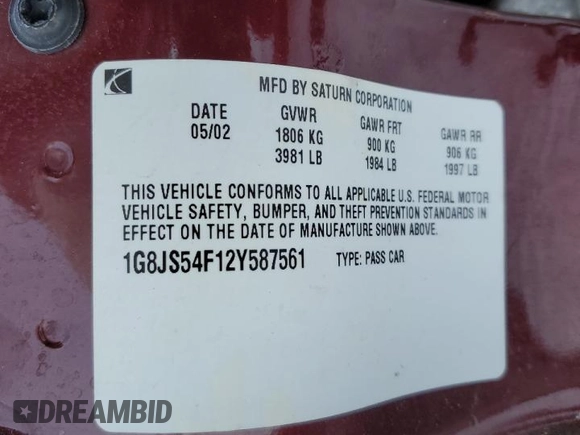 MFD BY SATURN CORPORATION
DATE GVWR GAWR FRT GAWR RR
05/02 1806 KG 900 KG 906 KG
3981 LB 1984 LB 1997 LB
THIS VEHICLE CONFORMS TO ALL APPLICABLE U.S. FEDERAL MOTOR
VEHICLE SAFETY, BUMPER, AND THEFT PREVENTION STANDARDS IN
EFFECT ON THE DATE OF MANUFACTURE SHOWN ABOVE.
1G8JS54F12Y587561 TYPE: PASS CAR
DREAMBID